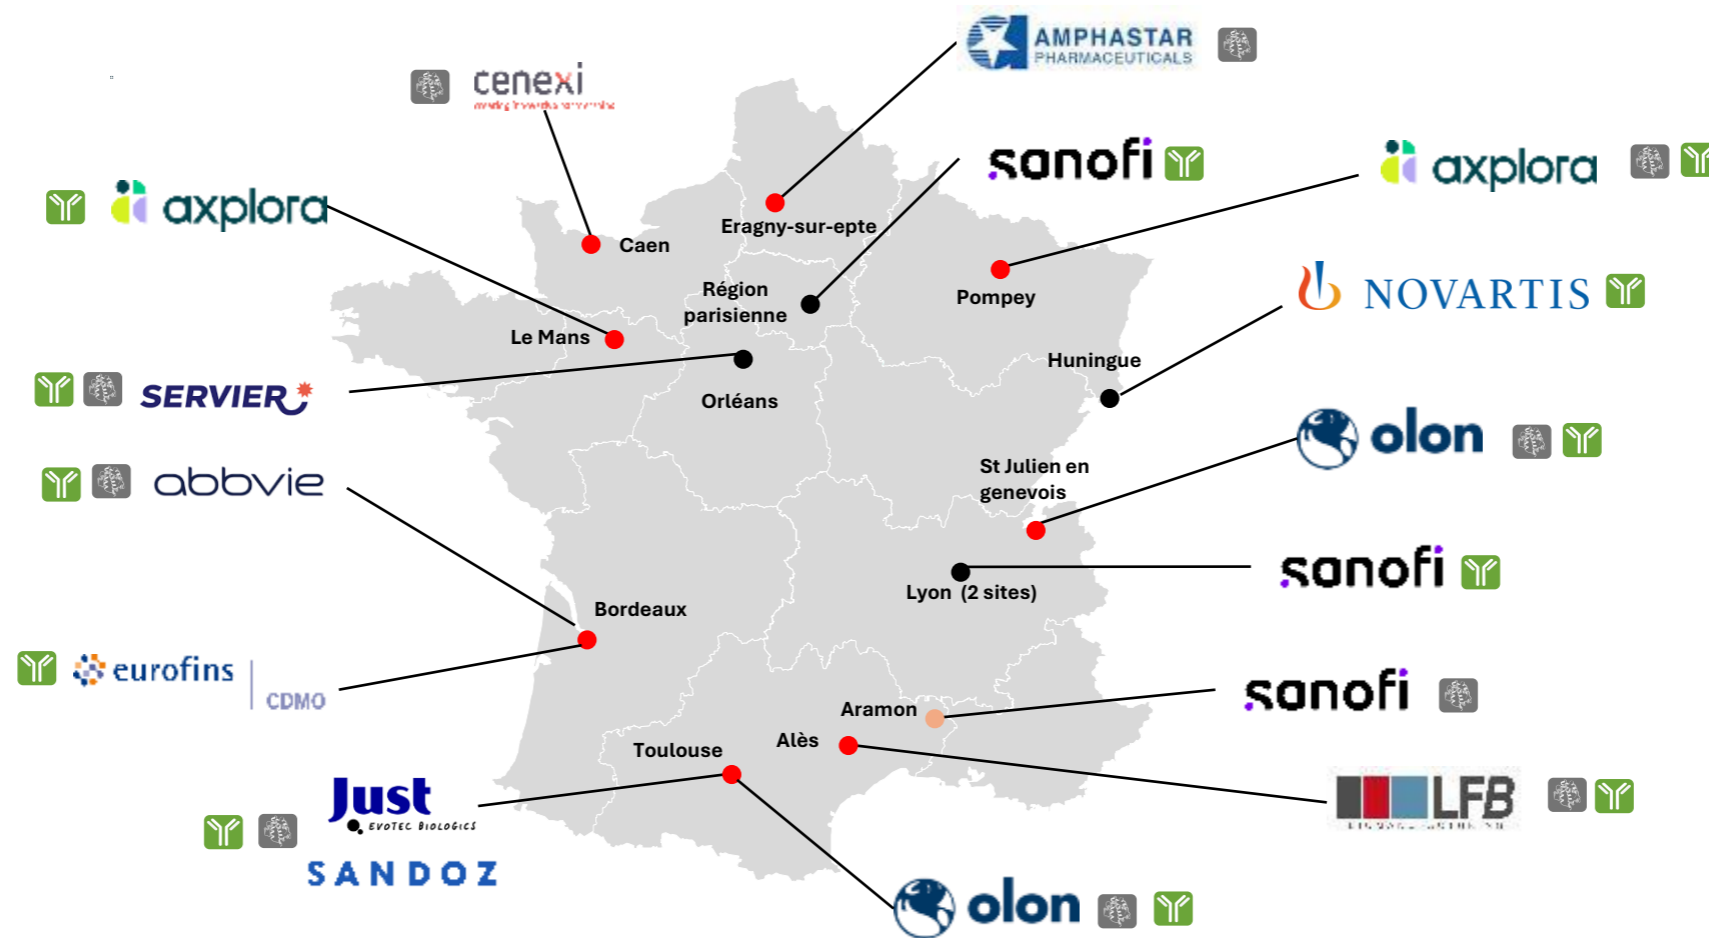 AMPHASTAR
PHARMACEUTICALS
cenexi
sanofi
axplora
axplora
Eragny-sur-epte
Caen
Région
parisienne
Pompey
NOVARTIS
Le Mans
Huningue
SERVIER
Orléans
olon
St Julien en
genevois
abbvie
sanofi
Lyon (2 sites)
Bordeaux
eurofins
CDMO
sanofi
Aramon
Alès
Toulouse
Just
EVOTEC BIOLOGICS
LFB
SANDOZ
olon